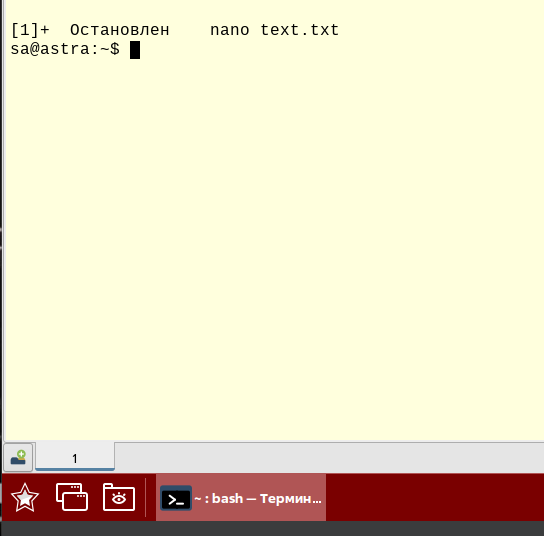 [1]+  Остановлен    nano text.txt
sa@astra:~$
1
~ : bash — Термин...